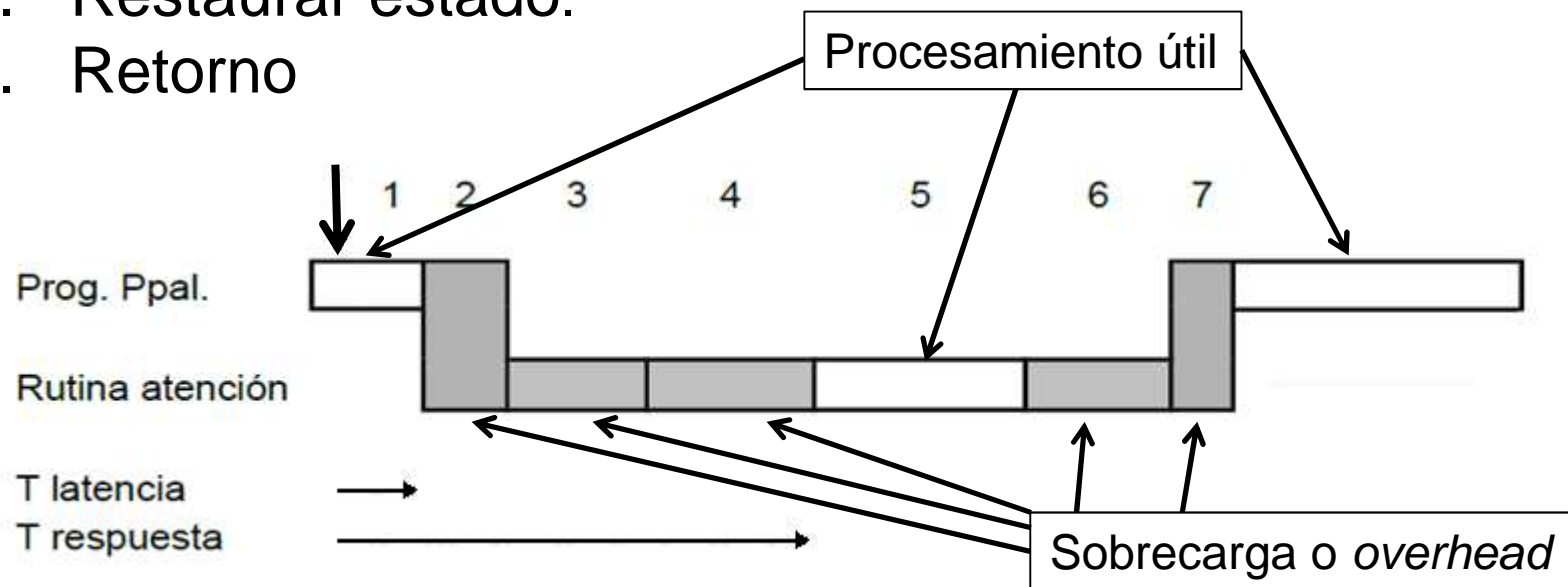 . Restaurar estado.
. Retorno
Procesamiento útil
1 2 3 4 5 6 7
Prog. Ppal.
Rutina atención
T latencia
T respuesta
Sobrecarga o overhead